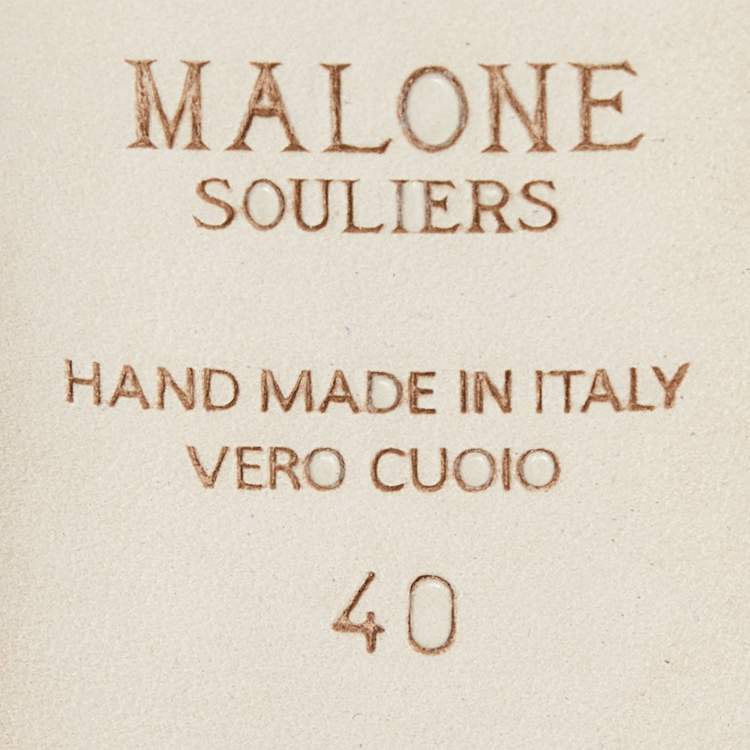 MALONE
SOULIERS
HAND MADE IN ITALY
VERO CUOIO
40